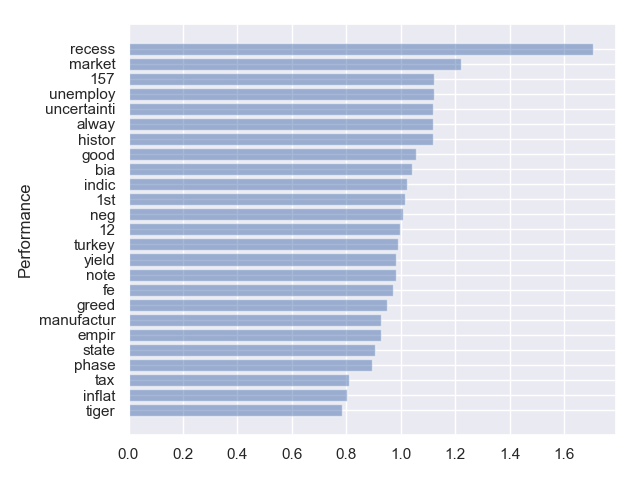 recess
market
157
unemploy
uncertainti
alway
histor
good
bia
indic
1st
neg
12
turkey
yield
note
fe
greed
manufactur
empir
state
phase
tax
inflat
tiger
Performance
0.0 0.2 0.4 0.6 0.8 1.0 1.2 1.4 1.6